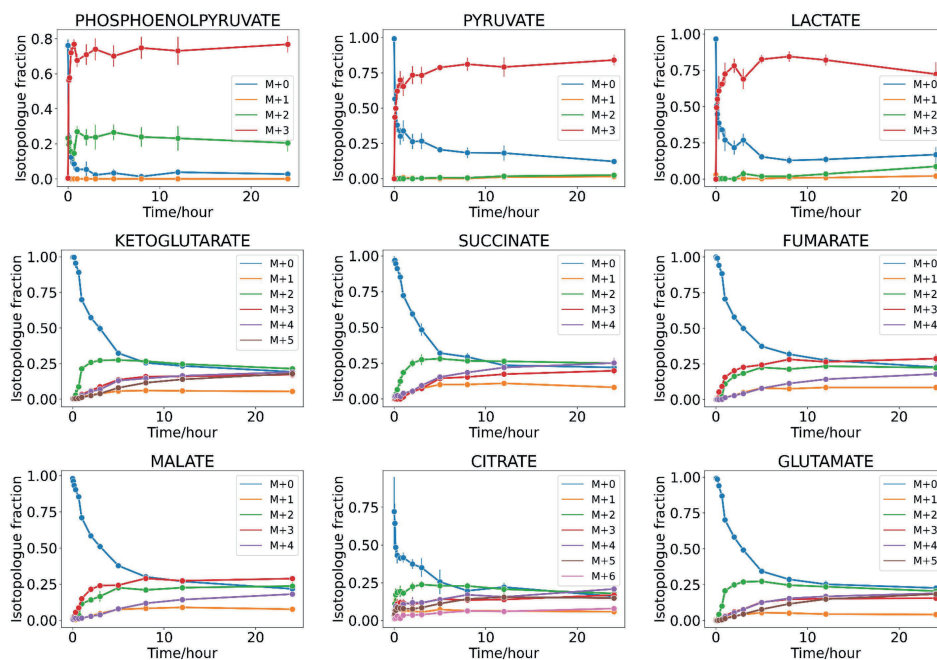 PHOSPHOENOLPYRUVATE
Isotopologue fraction
0.8
0.6
0.4
0.2
0.0
M+0
M+1
M+2
M+3
0
10
20
Time/hour
PYRUVATE
Isotopologue fraction
1.00
0.75
0.50
0.25
0.00
M+0
M+1
M+2
M+3
0
10
20
Time/hour
LACTATE
Isotopologue fraction
1.00
0.75
0.50
0.25
0.00
M+0
M+1
M+2
M+3
0
10
20
Time/hour
KETOGLUTARATE
Isotopologue fraction
1.00
0.75
0.50
0.25
0.00
M+0
M+1
M+2
M+3
M+4
M+5
0
10
20
Time/hour
SUCCINATE
Isotopologue fraction
1.00
0.75
0.50
0.25
0.00
M+0
M+1
M+2
M+3
M+4
0
10
20
Time/hour
FUMARATE
Isotopologue fraction
1.00
0.75
0.50
0.25
0.00
M+0
M+1
M+2
M+3
M+4
0
10
20
Time/hour
MALATE
Isotopologue fraction
1.00
0.75
0.50
0.25
0.00
M+0
M+1
M+2
M+3
M+4
0
10
20
Time/hour
CITRATE
Isotopologue fraction
0.75
0.50
0.25
0.00
M+0
M+1
M+2
M+3
M+4
M+5
M+6
0
10
20
Time/hour
GLUTAMATE
Isotopologue fraction
1.00
0.75
0.50
0.25
0.00
M+0
M+1
M+2
M+3
M+4
M+5
0
10
20
Time/hour